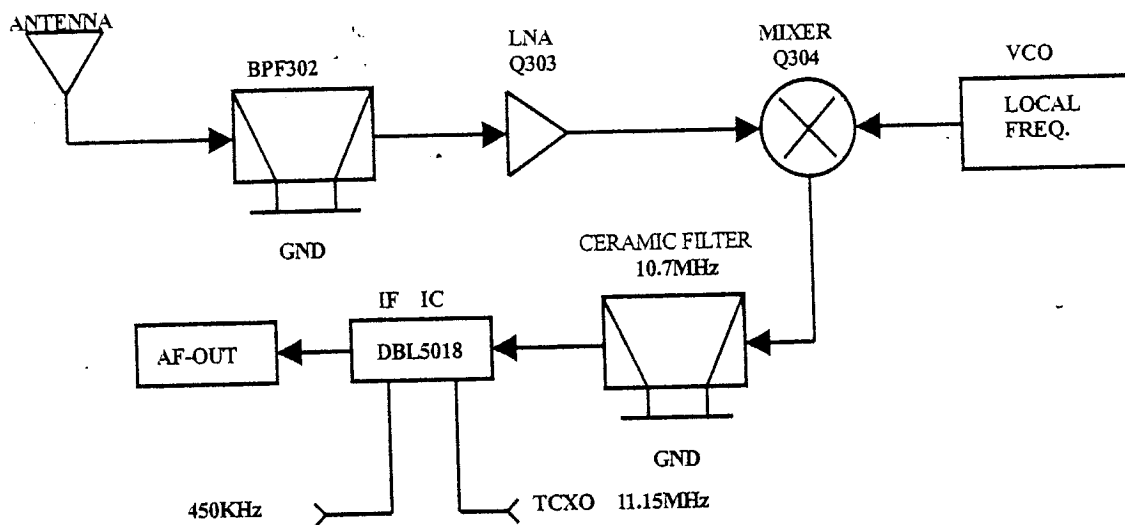 ANTENNA
BPF302
GND
LNA
Q303
MIXER
Q304
VCO
LOCAL
FREQ.
CERAMIC FILTER
10.7MHz
GND
IF IC
DBL5018
AF-OUT
450KHz
TCXO 11.15MHz